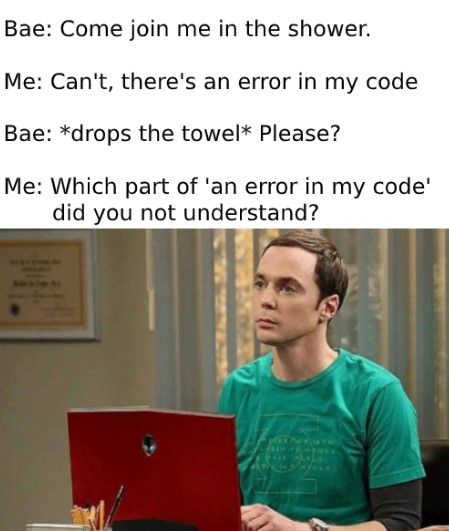 Bae: Come join me in the shower.
Me: Can't, there's an error in my code
Bae: *drops the towel* Please?
Me: Which part of 'an error in my code'
did you not understand?